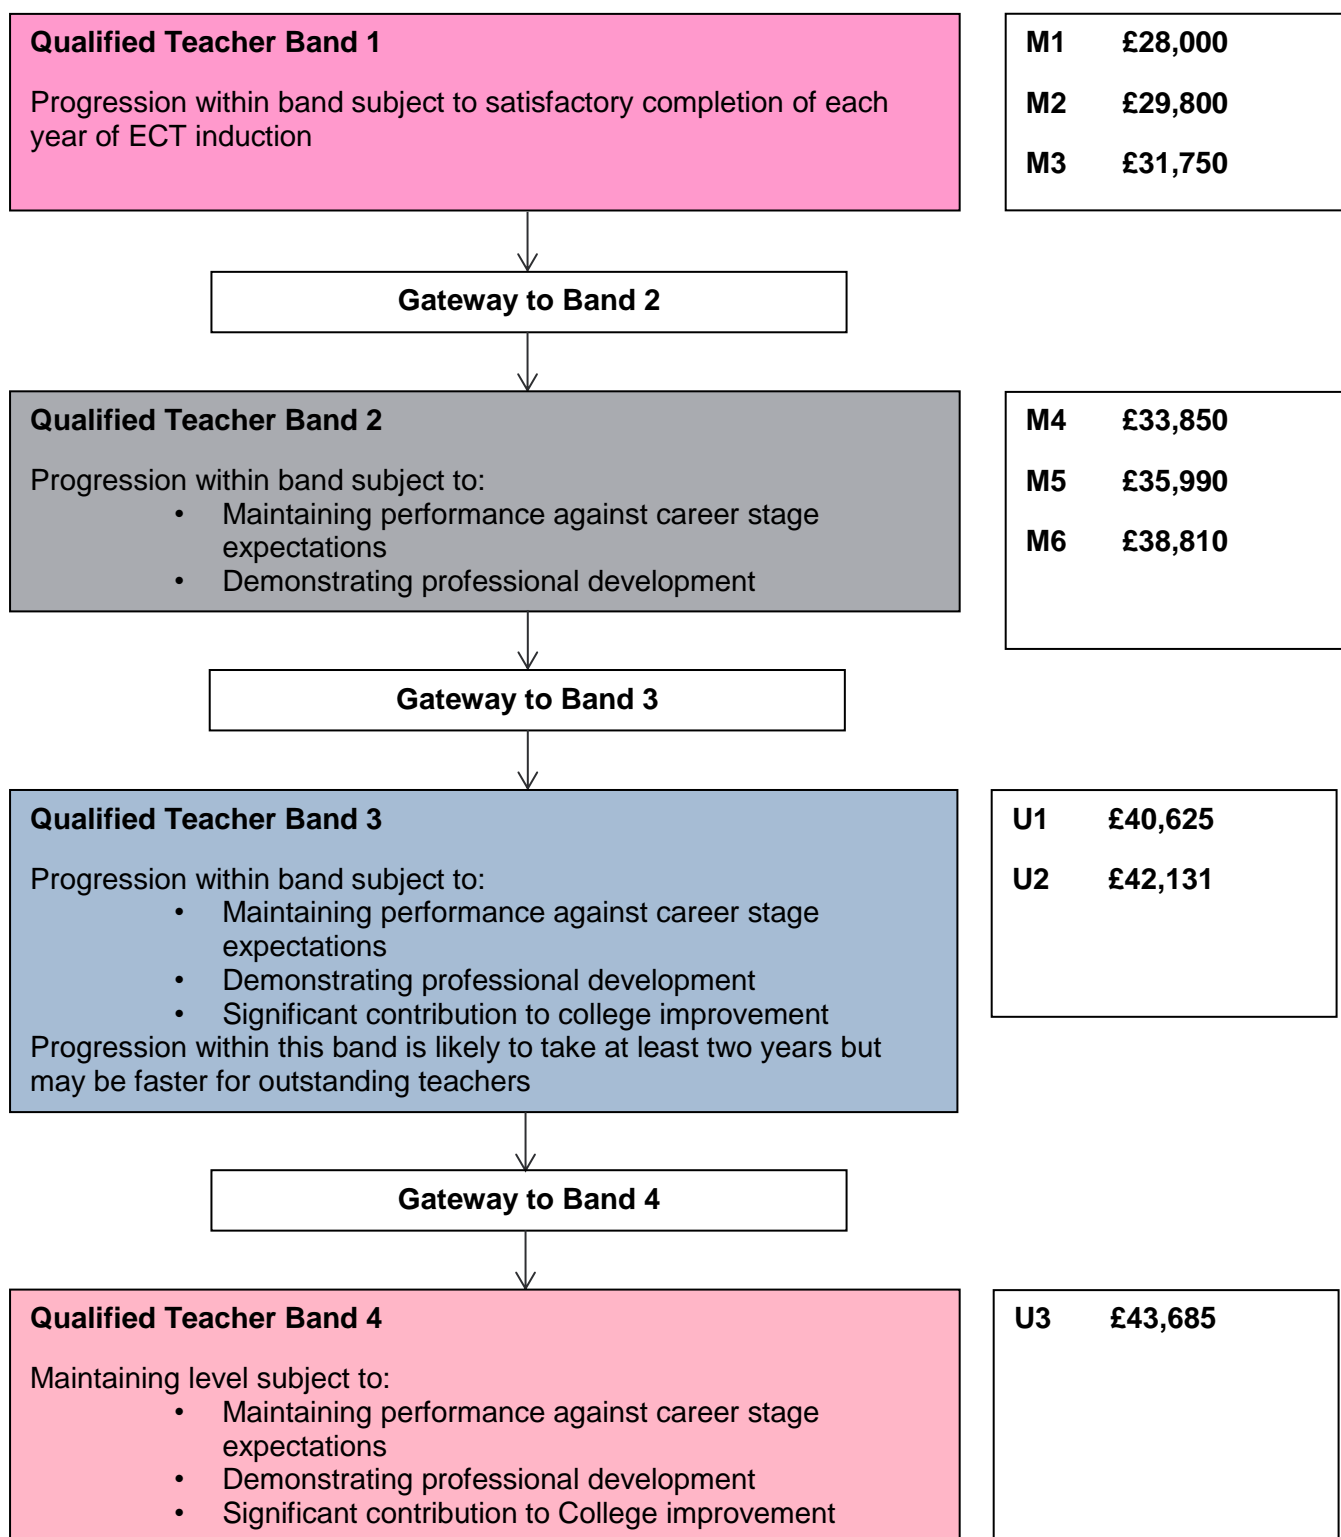 Qualified Teacher Band 1
Progression within band subject to satisfactory completion of each
year of ECT induction
M1 £28,000
M2 £29,800
M3 £31,750
Gateway to Band 2
Qualified Teacher Band 2
Progression within band subject to:
• Maintaining performance against career stage
expectations
• Demonstrating professional development
M4 £33,850
M5 £35,990
M6 £38,810
Gateway to Band 3
Qualified Teacher Band 3
Progression within band subject to:
• Maintaining performance against career stage
expectations
• Demonstrating professional development
• Significant contribution to college improvement
Progression within this band is likely to take at least two years but
may be faster for outstanding teachers
U1 £40,625
U2 £42,131
Gateway to Band 4
Qualified Teacher Band 4
Maintaining level subject to:
• Maintaining performance against career stage
expectations
• Demonstrating professional development
• Significant contribution to College improvement
U3 £43,685